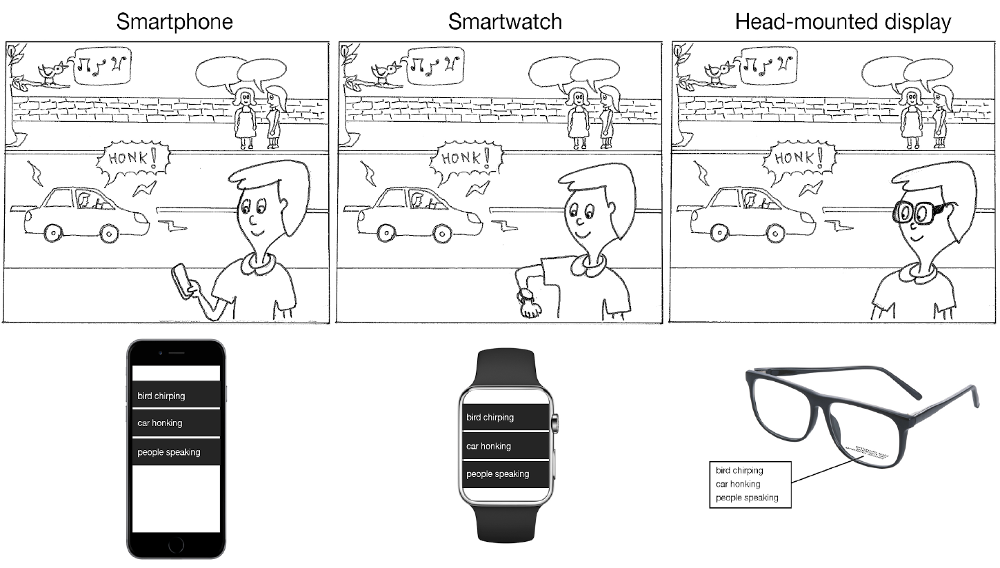 Smartphone
Smartwatch
Head-mounted display
HONK!
HONK!
HONK!
bird chirping
car honking
people speaking
bird chirping
car honking
people speaking
bird chirping
car honking
people speaking